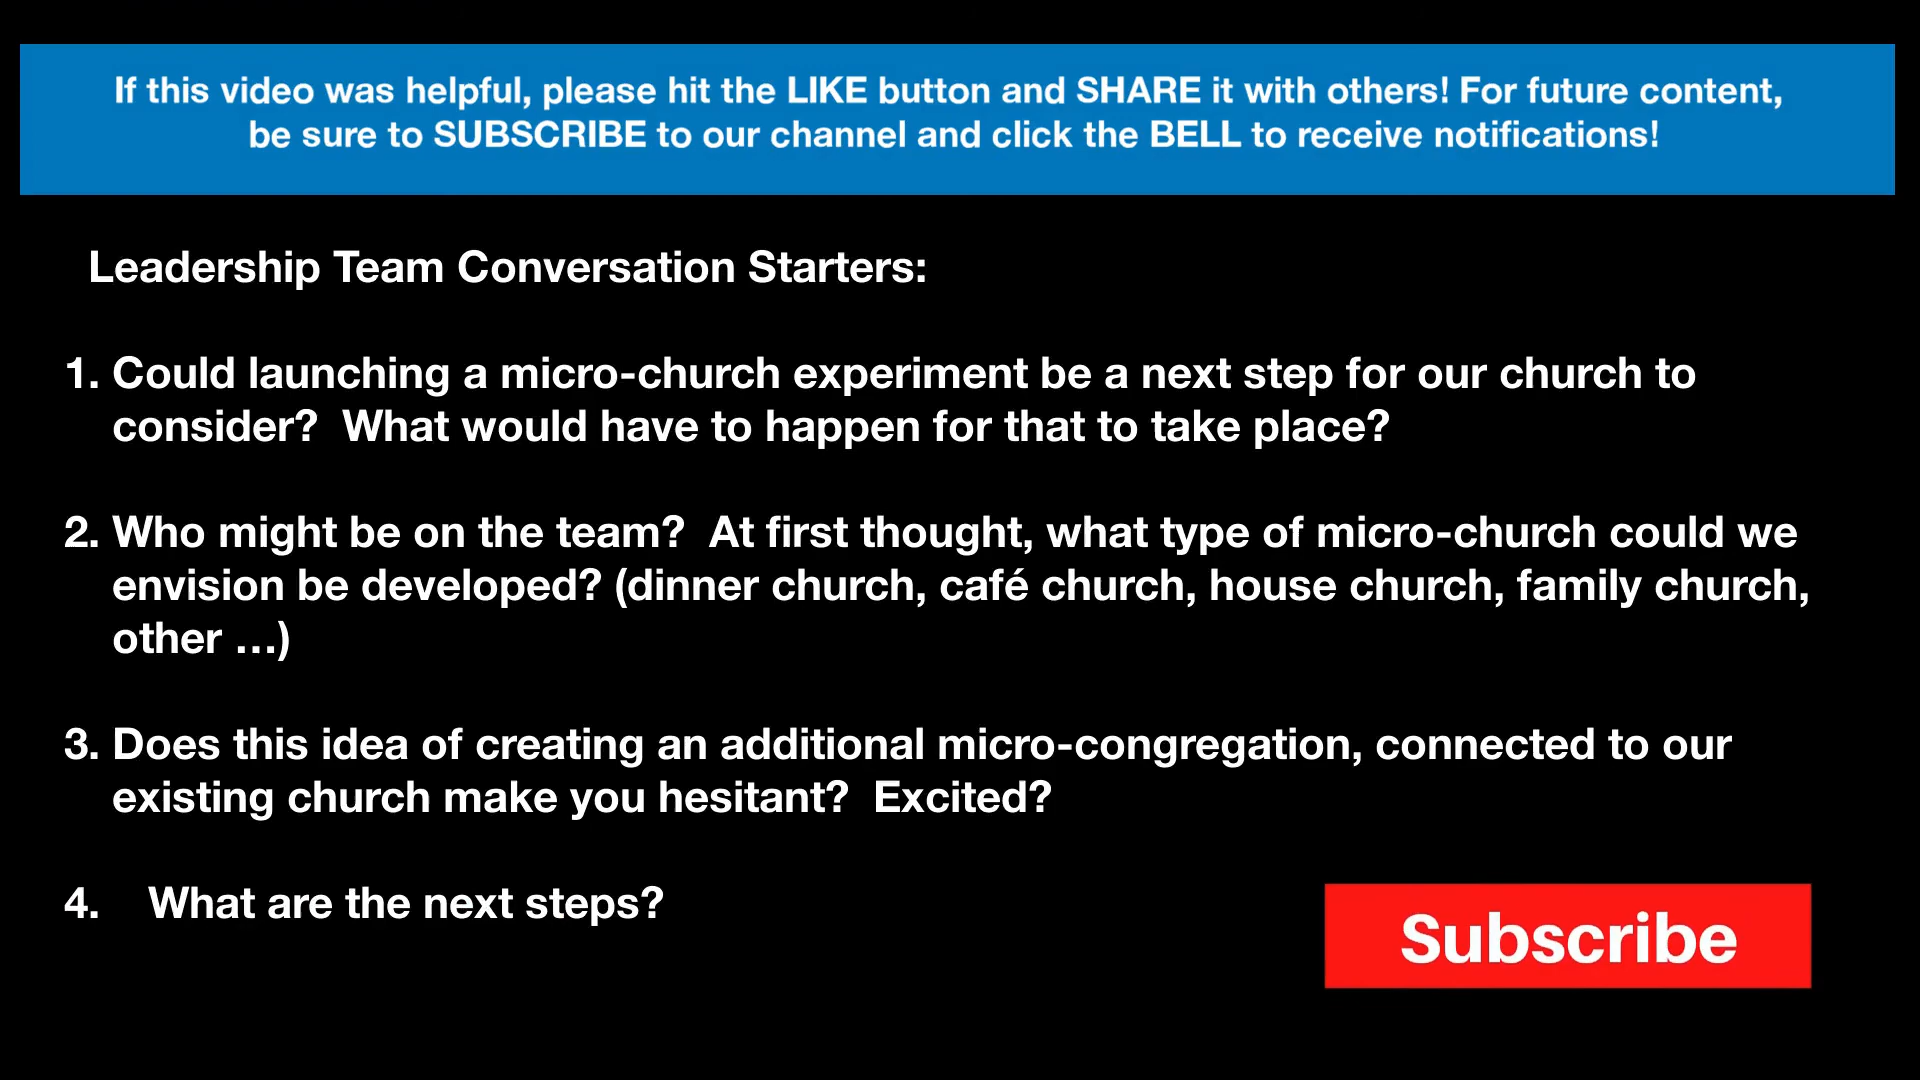 If this video was helpful, please hit the LIKE button and SHARE it with others! For future content,
be sure to SUBSCRIBE to our channel and click the BELL to receive notifications!
Leadership Team Conversation Starters:
1. Could launching a micro-church experiment be a next step for our church to
consider?  What would have to happen for that to take place?
2. Who might be on the team?  At first thought, what type of micro-church could we
envision be developed? (dinner church, café church, house church, family church,
other …)
3. Does this idea of creating an additional micro-congregation, connected to our
existing church make you hesitant?  Excited?
4.    What are the next steps?
Subscribe